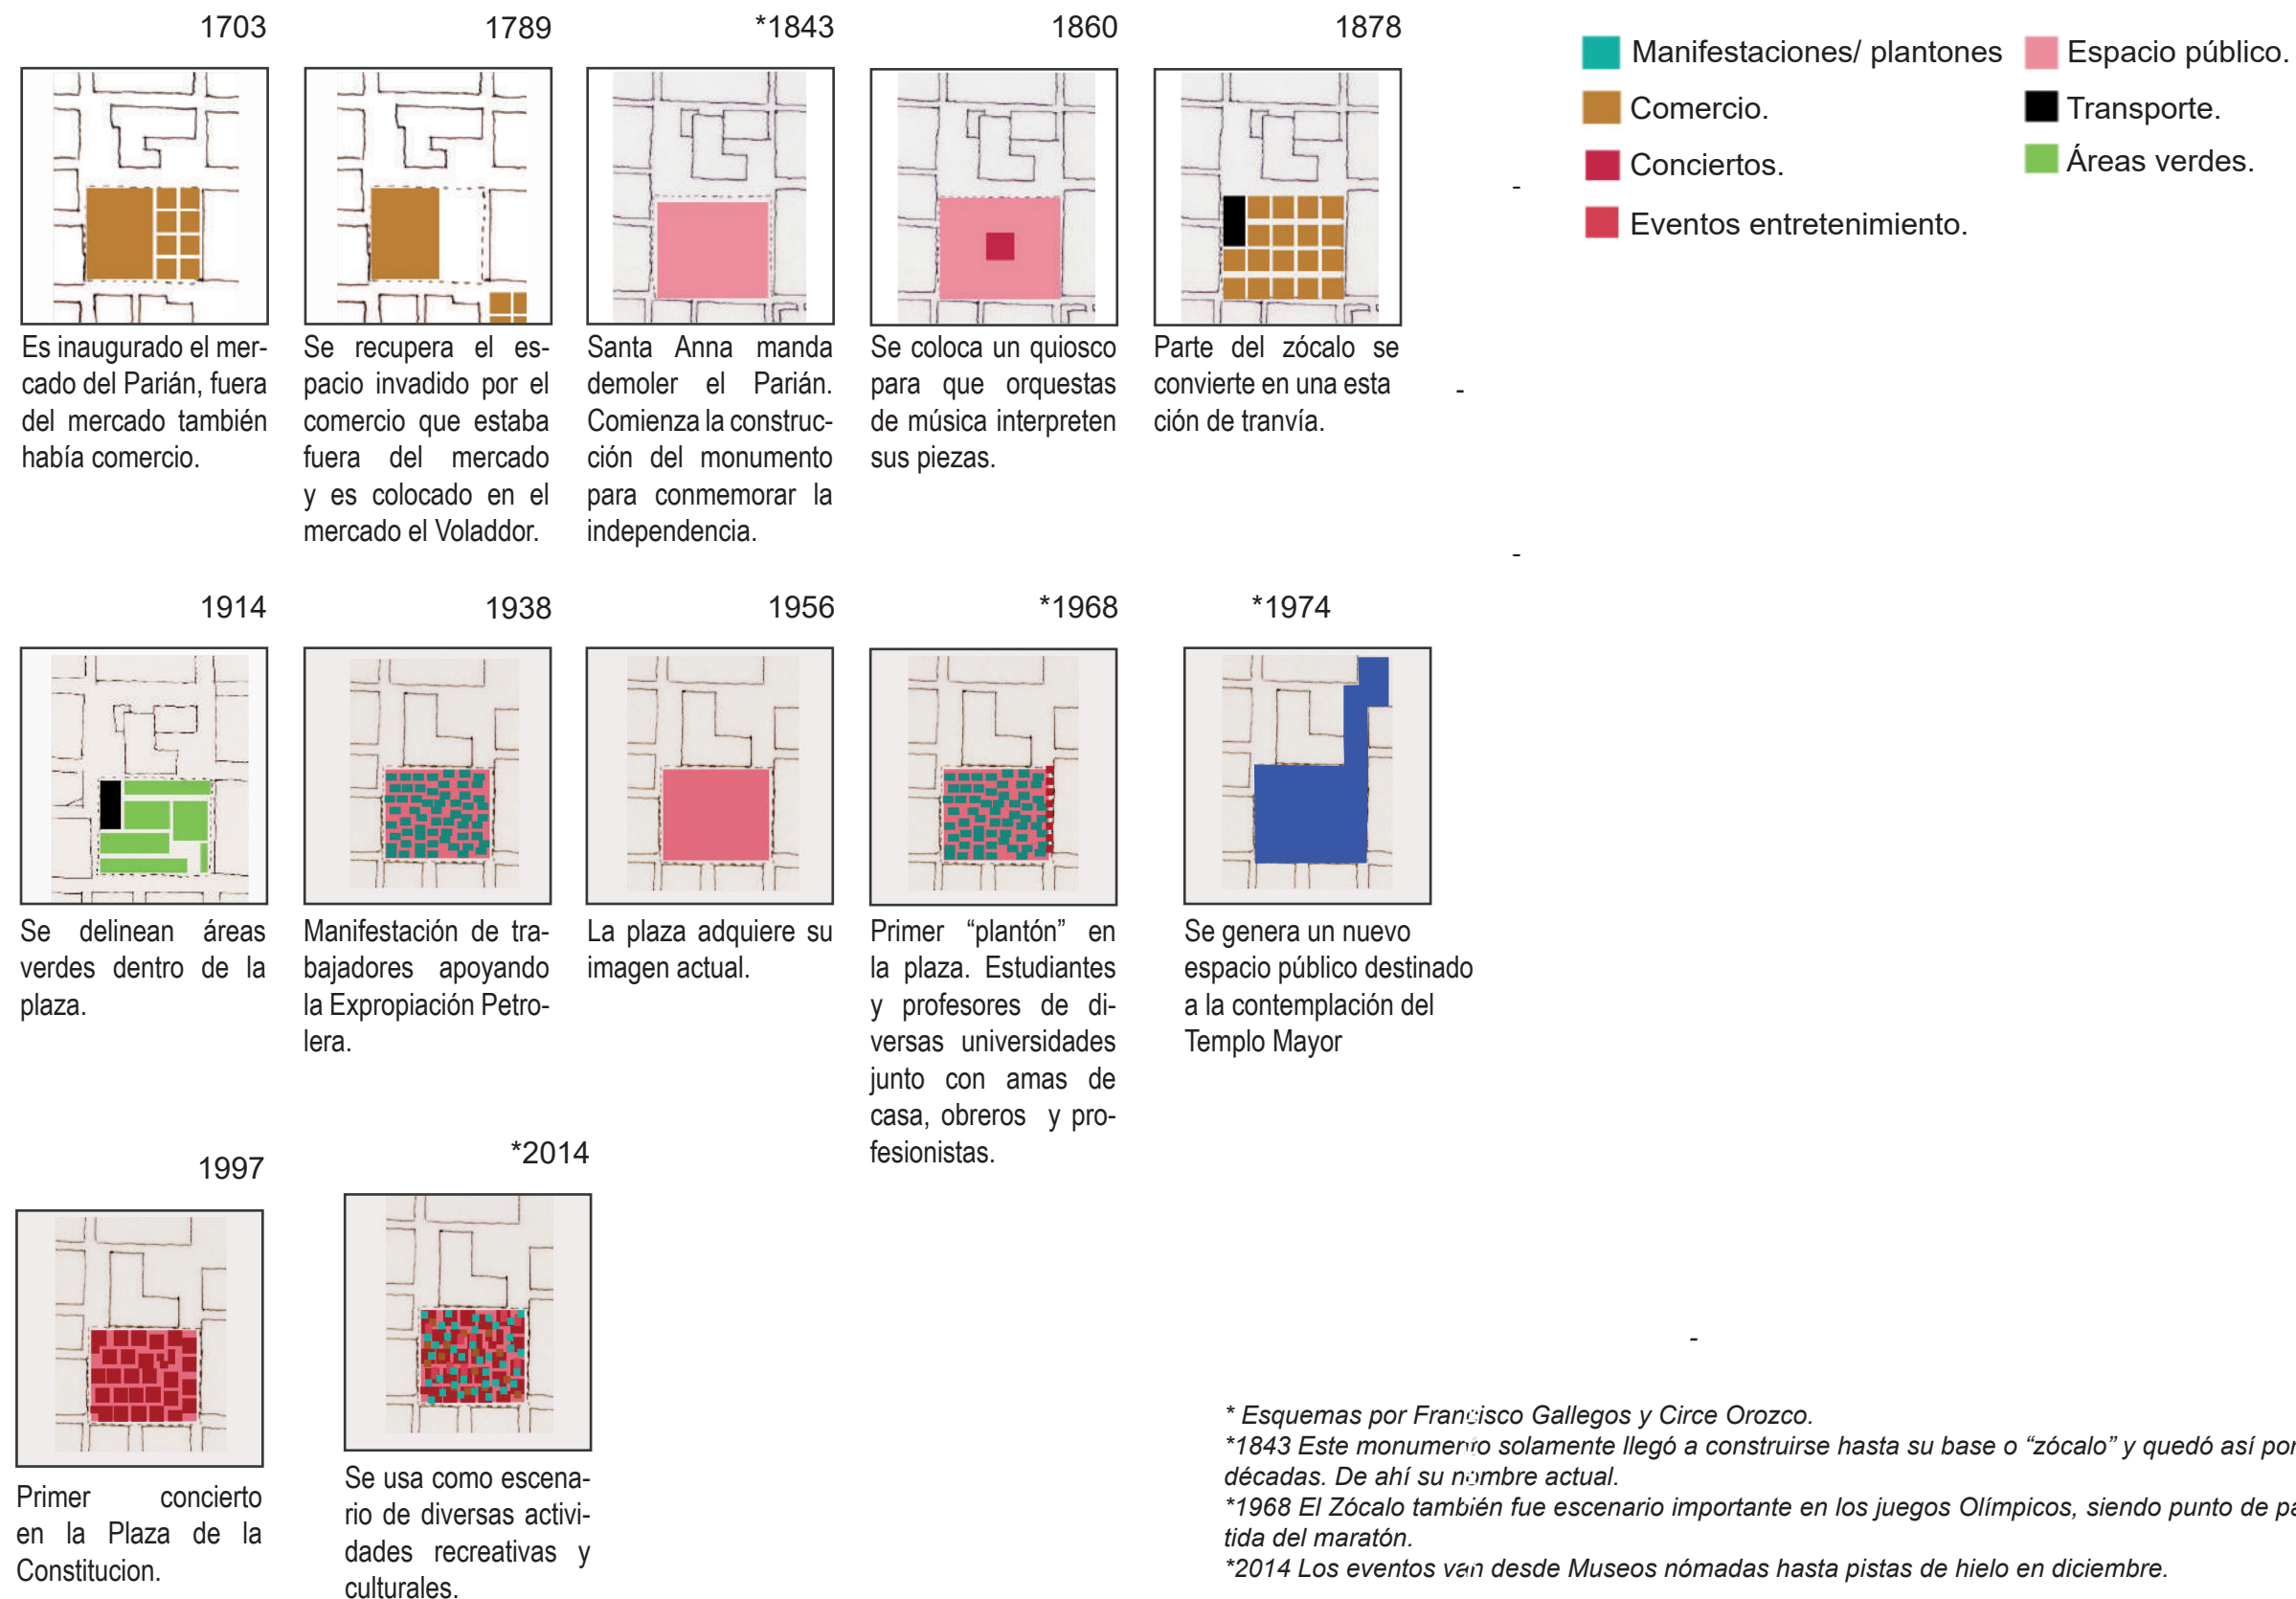 1703
Es inaugurado el mer-
cado del Parián, fuera
del mercado también
había comercio.
1789
Se recupera el es-
pacio invadido por el
comercio que estaba
fuera del mercado
y es colocado en el
mercado el Voladdor.
*1843
Santa Anna manda
demoler el Parián.
Comienza la construc-
ción del monumento
para conmemorar la
independencia.
1860
Se coloca un quiosco
para que orquestas
de música interpreten
sus piezas.
1878
Parte del zócalo se
convierte en una esta
ción de tranvía.
-
-
-
Manifestaciones/ plantones
Comercio.
Conciertos.
Eventos entretenimiento.
Espacio público.
Transporte.
Áreas verdes.
1914
Se delinean áreas
verdes dentro de la
plaza.
1938
Manifestación de tra-
bajadores apoyando
la Expropiación Petro-
lera.
1956
La plaza adquiere su
imagen actual.
*1968
Primer “plantón” en
la plaza. Estudiantes
y profesores de di-
versas universidades
junto con amas de
casa, obreros y pro-
fesionistas.
*1974
Se genera un nuevo
espacio público destinado
a la contemplación del
Templo Mayor
1997
Primer concierto
en la Plaza de la
Constitucion.
*2014
Se usa como escena-
rio de diversas activi-
dades recreativas y
culturales.
-
* Esquemas por Francisco Gallegos y Circe Orozco.
*1843 Este monumento solamente llegó a construirse hasta su base o “zócalo” y quedó así por
décadas. De ahí su nombre actual.
*1968 El Zócalo también fue escenario importante en los juegos Olímpicos, siendo punto de pa
tida del maratón.
*2014 Los eventos van desde Museos nómadas hasta pistas de hielo en diciembre.